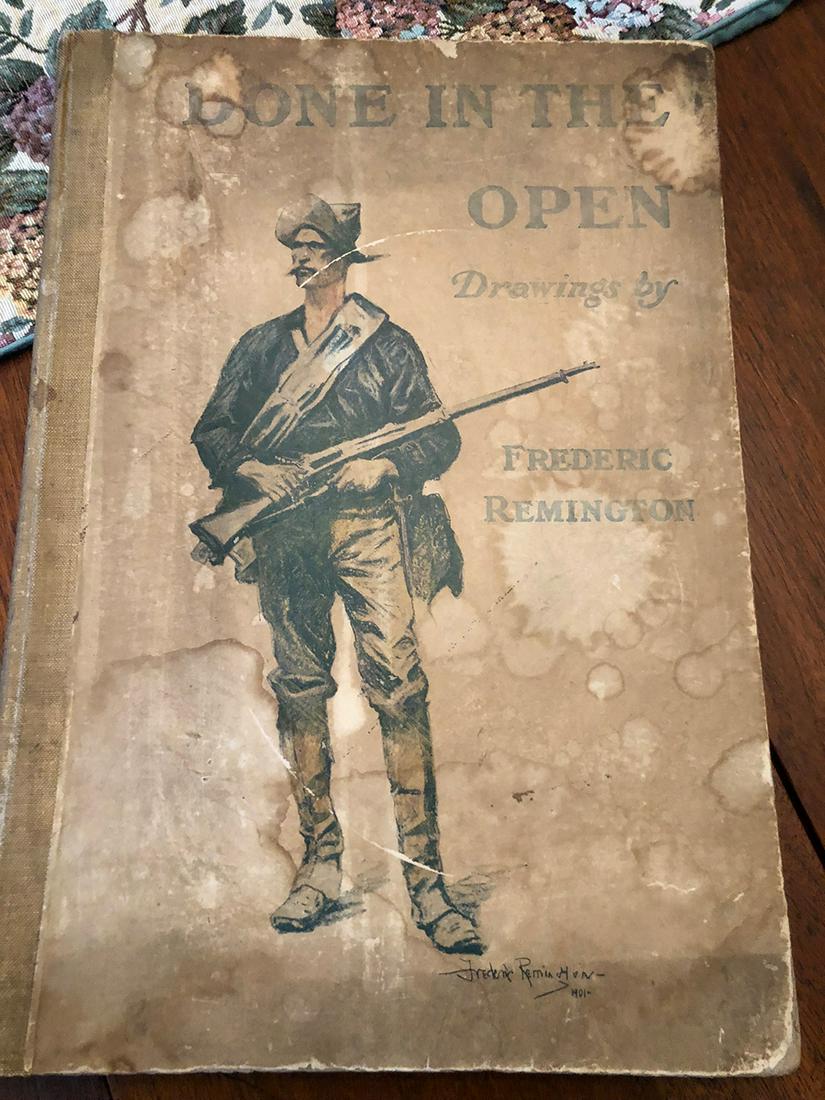 DONE IN THE
OPEN
Drawings by
FREDERIC
REMINGTON
Frederic Remington
1901-